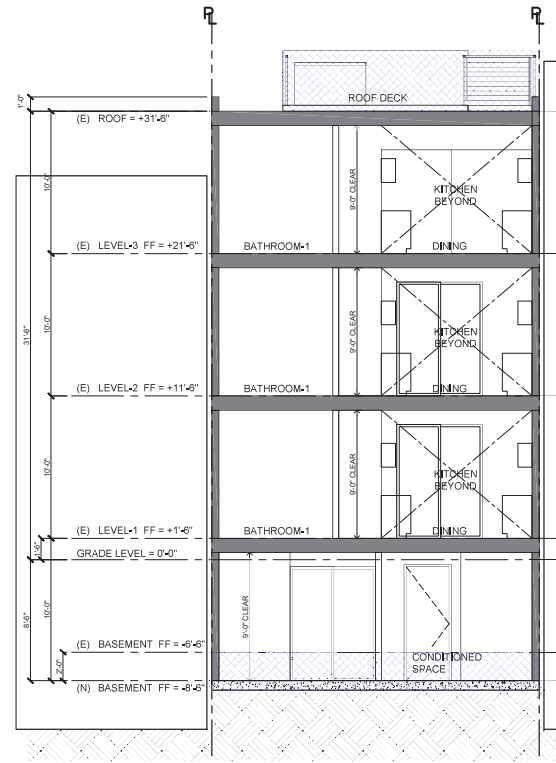 PL PL
ROOF DECK
1'-0"
(E) ROOF = +31'-6"
10'-0"
9'-0" CLEAR
KITCHEN
BEYOND
(E) LEVEL-3 FF = +21'-6"
BATHROOM-1
DINING
31'-6"
10'-0"
9'-0" CLEAR
KITCHEN
BEYOND
(E) LEVEL-2 FF = +11'-6"
BATHROOM-1
DINING
10'-0"
9'-0" CLEAR
KITCHEN
BEYOND
(E) LEVEL-1 FF = +1'-6"
BATHROOM-1
DINING
1'-6"
GRADE LEVEL = 0'-0"
8'-6"
10'-0"
9'-0" CLEAR
(E) BASEMENT FF = -6'-6"
2'-0"
CONDITIONED
SPACE
(N) BASEMENT FF = -8'-6"